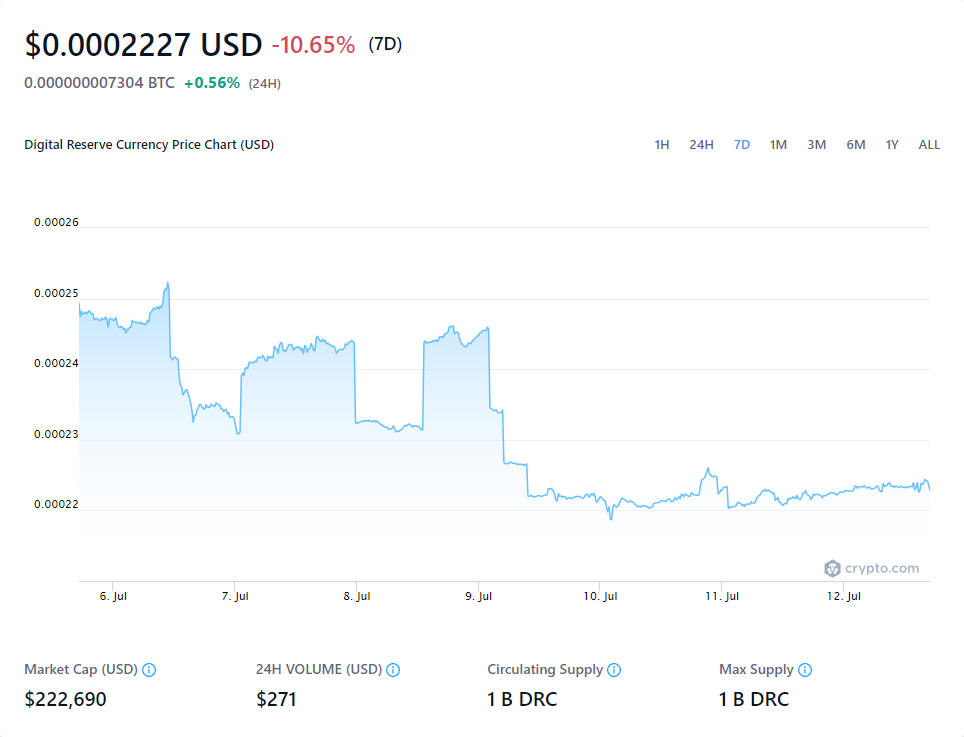 $0.0002227 USD -10.65% (7D)
0.000000007304 BTC +0.56% (24H)
Digital Reserve Currency Price Chart (USD) 1H 24H 7D 1M 3M 6M 1Y ALL
0.00026
0.00025
0.00024
0.00023
0.00022
crypto.com
6. Jul 7. Jul 8. Jul 9. Jul 10. Jul 11. Jul 12. Jul
Market Cap (USD) 24H VOLUME (USD) Circulating Supply Max Supply
$222,690 $271 1 B DRC 1 B DRC